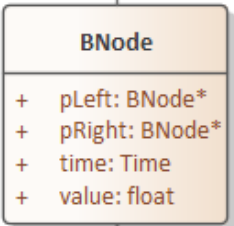 BNode
+ pLeft: BNode*
+ pRight: BNode*
+ time: Time
+ value: float